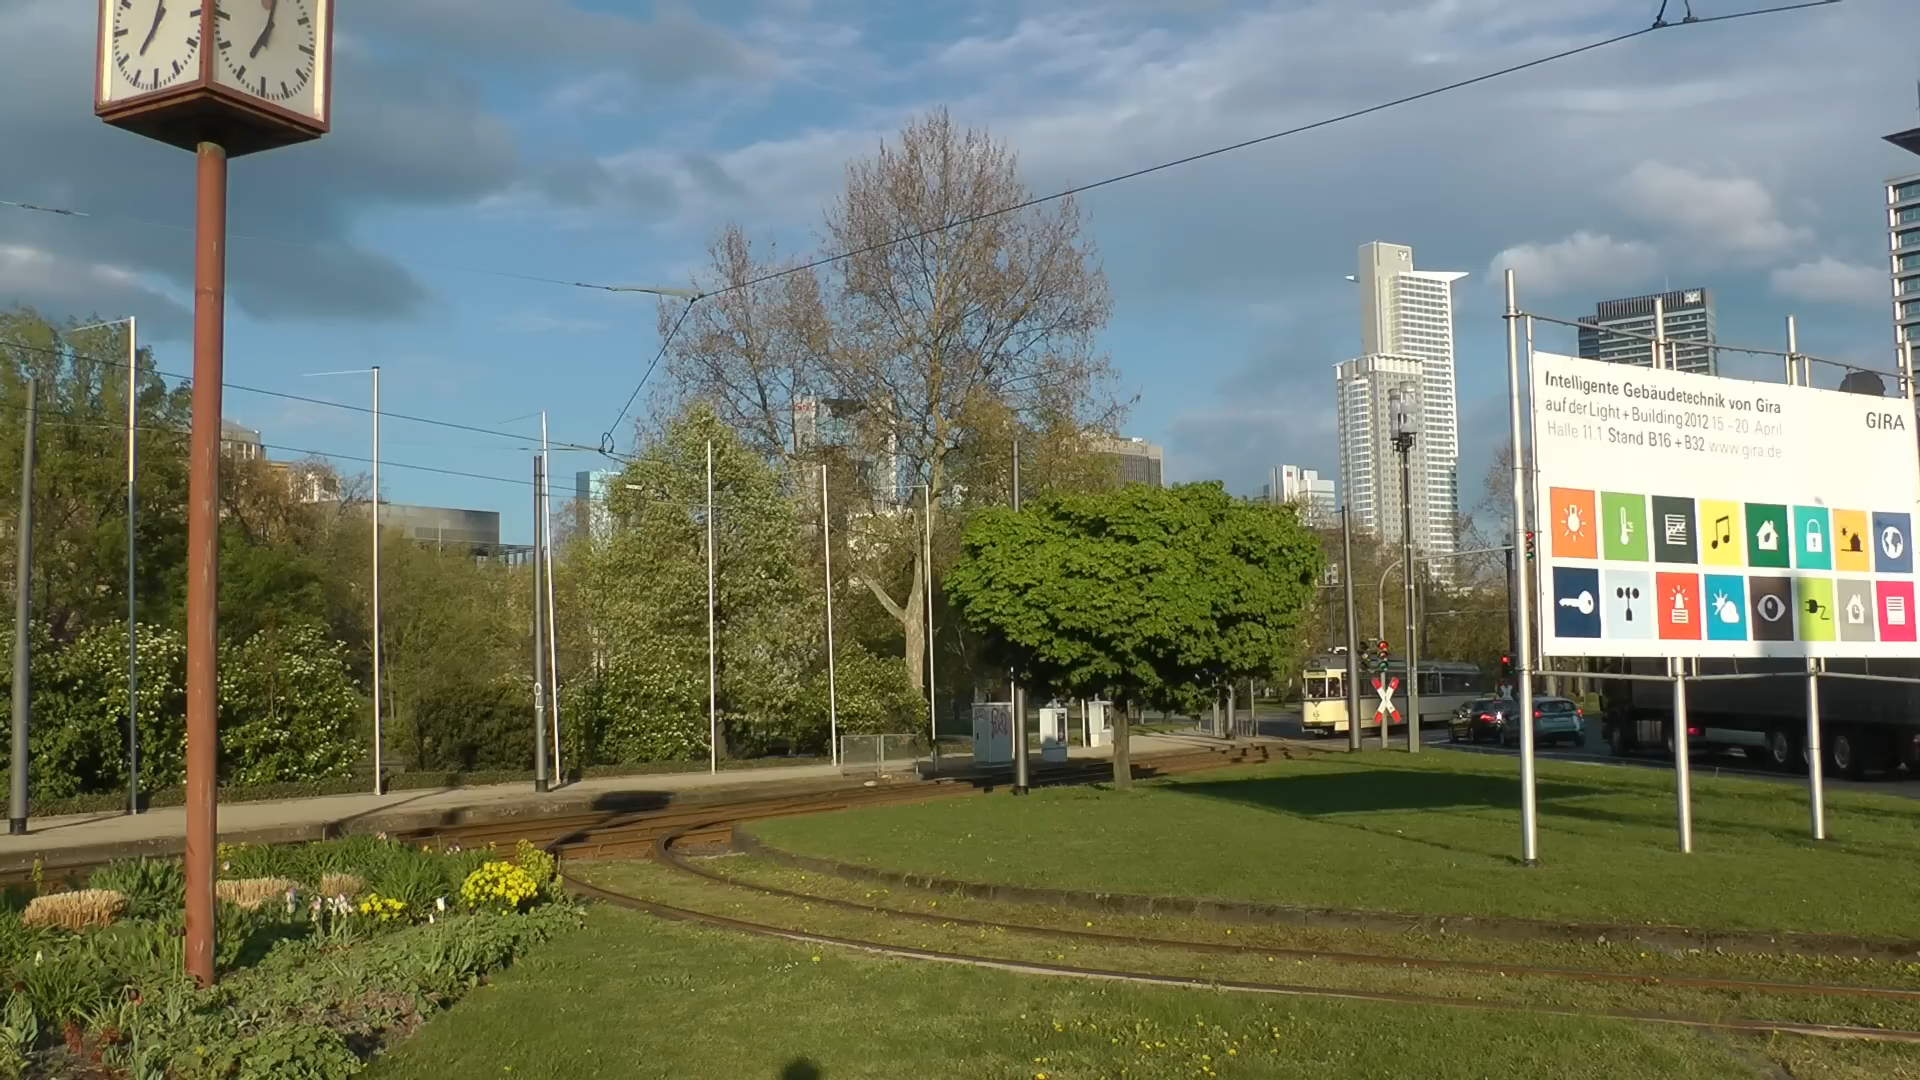 Intelligente Gebäudetechnik von Gira
auf der Light + Building 2012 15 - 20 April
Halle 11.1 Stand B16 + B32 www.gira.de
GIRA